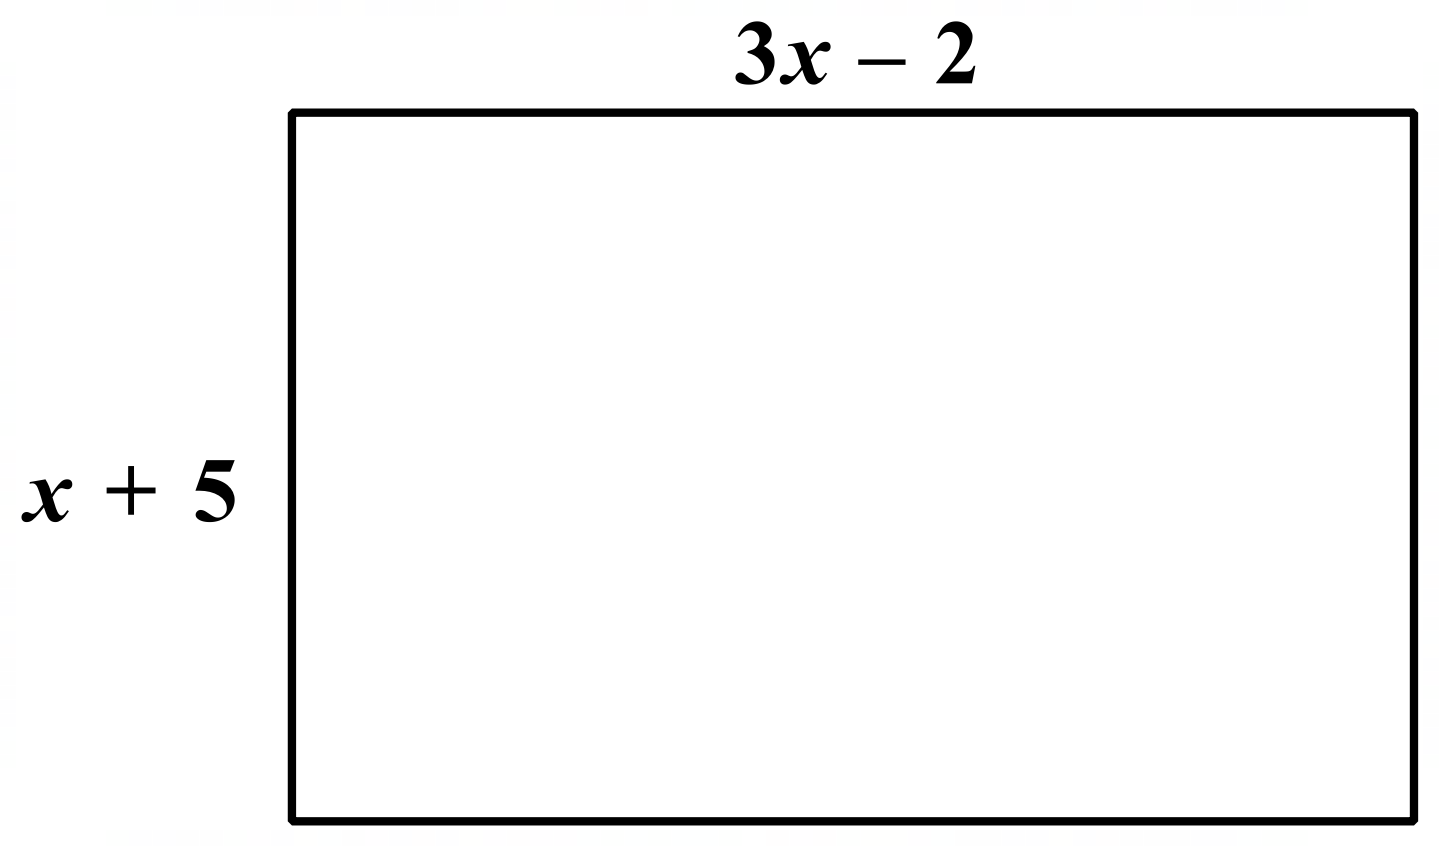 3x – 2
x + 5